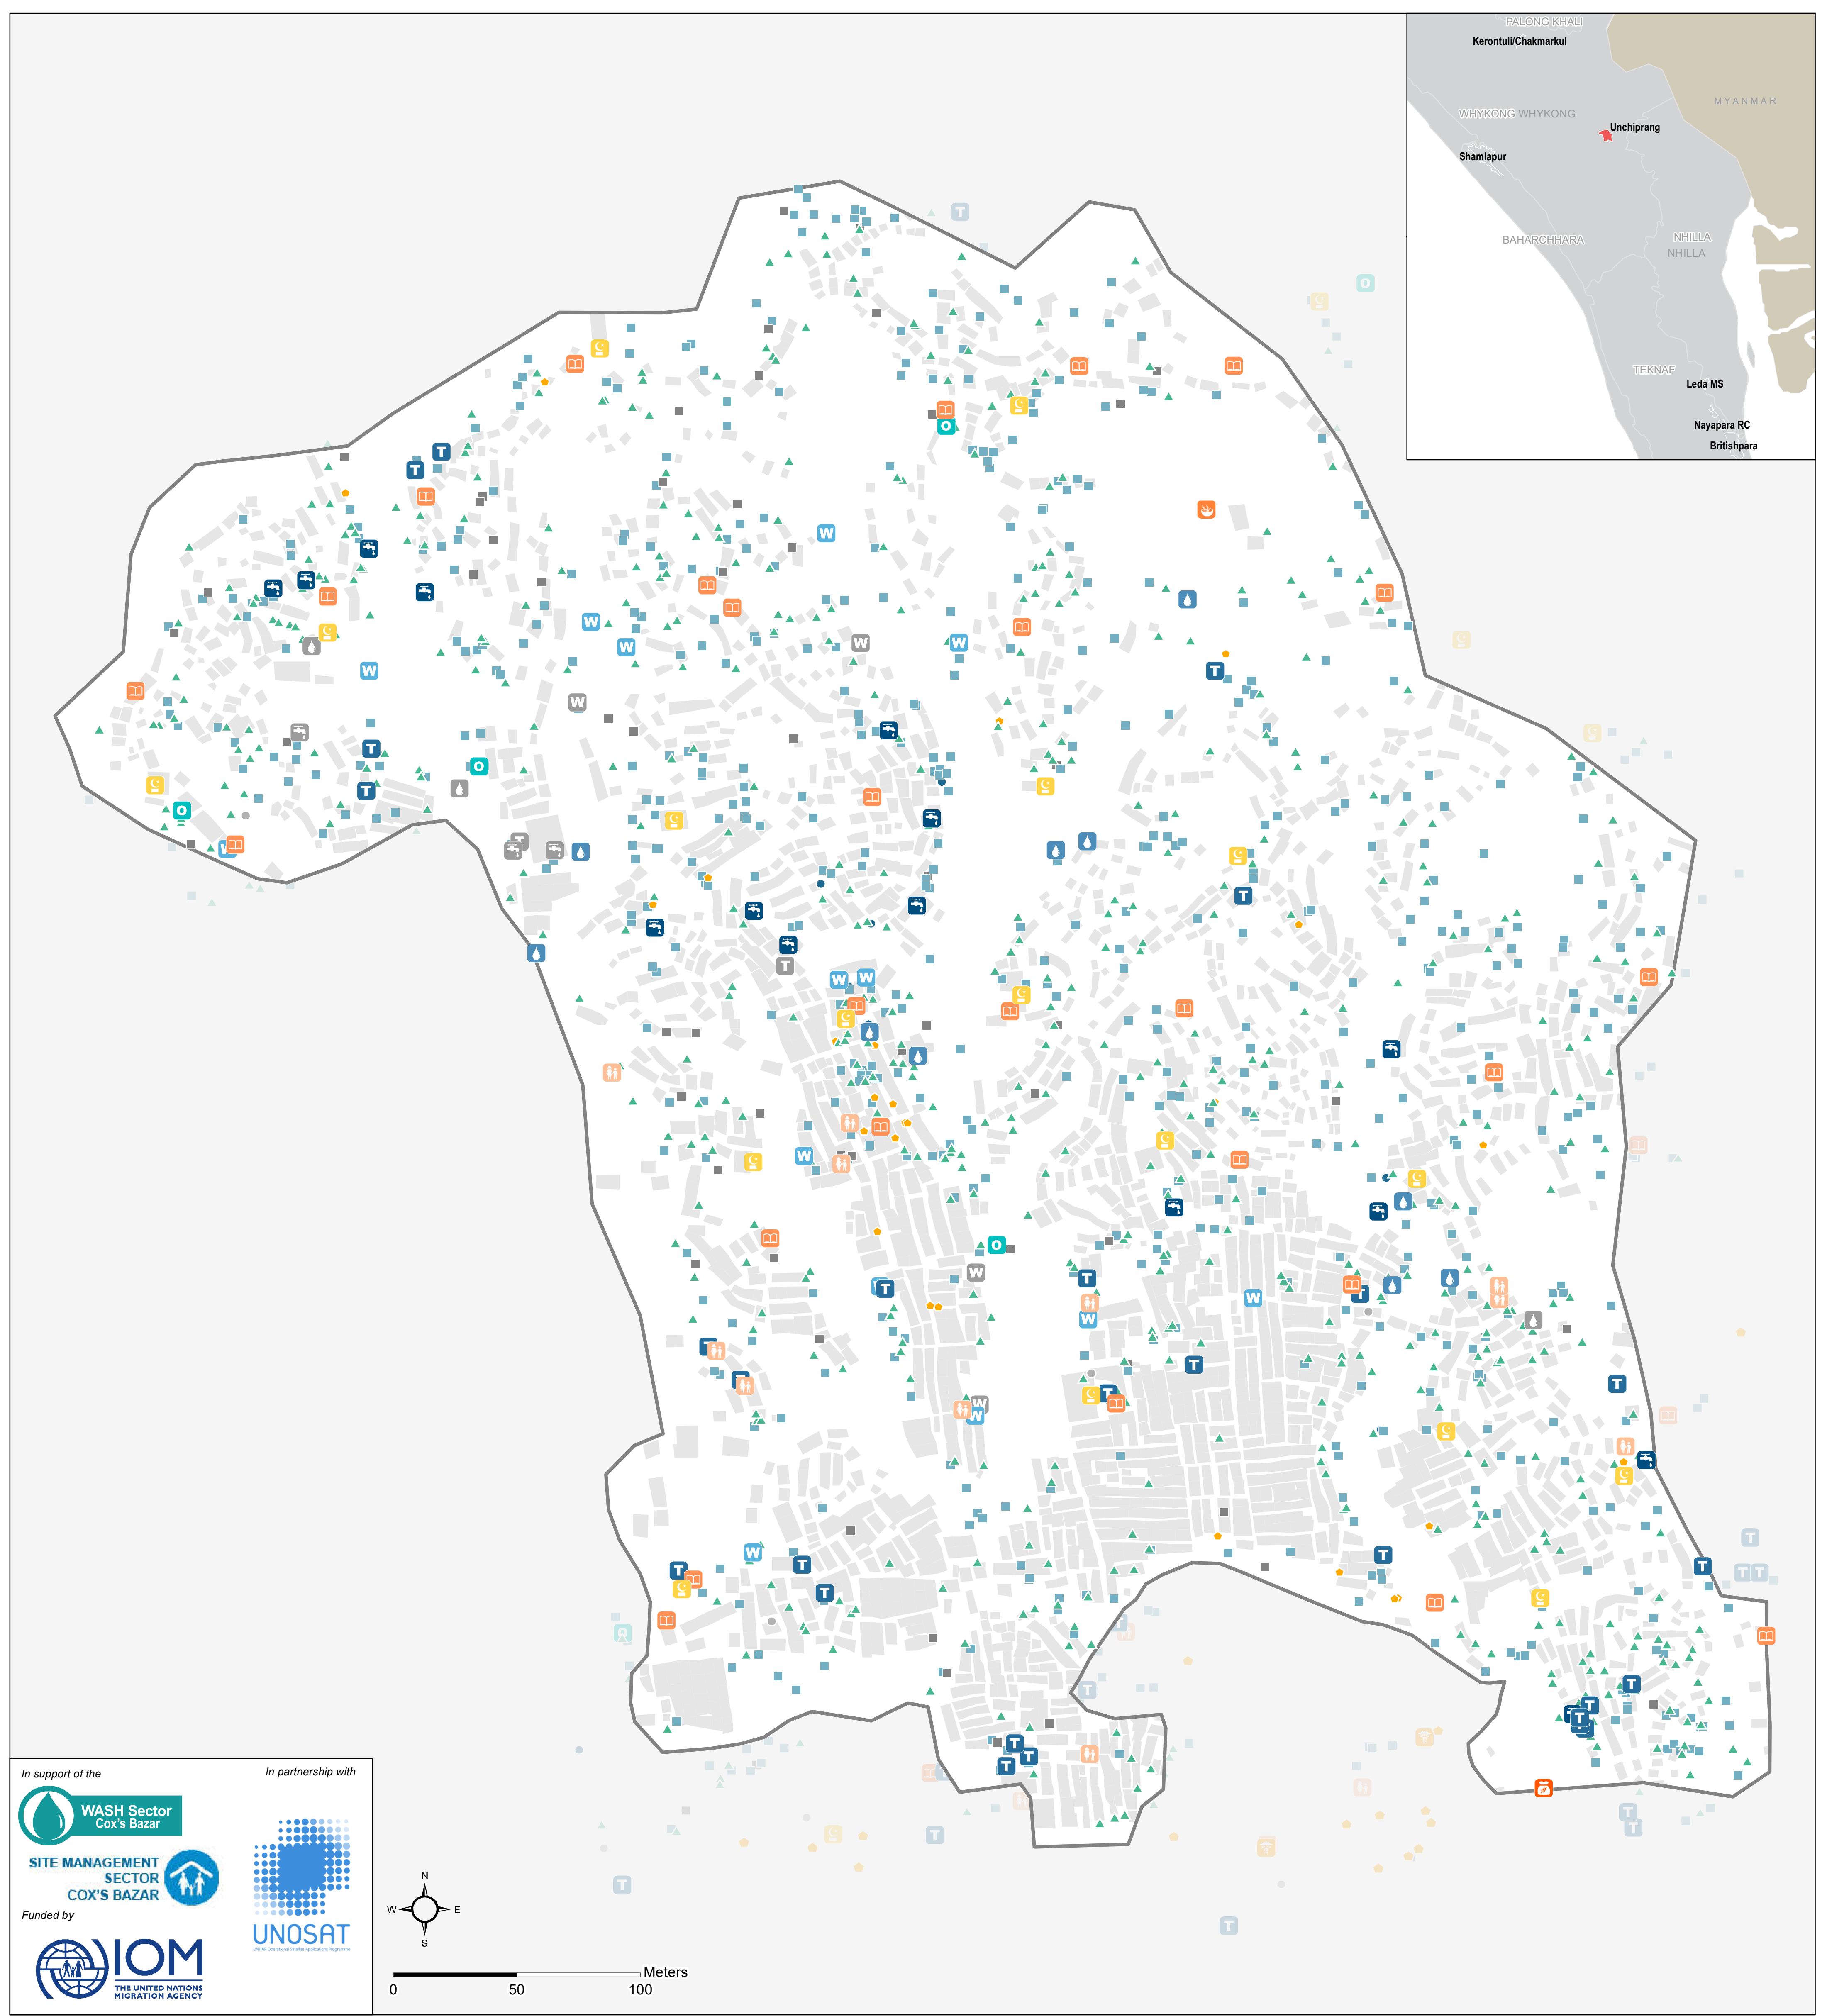 PALONG KHALI
Kerontuli/Chakmarkul
MYANMAR
WHYKONG WHYKONG
Unchiprang
Shamlapur
BAHARCHHARA
NHILLA
NHILLA
TEKNAF
Leda MS
Nayapara RC
Britishpara
In support of the
In partnership with
WASH Sector
Cox's Bazar
SITE MANAGEMENT
SECTOR
COX'S BAZAR
UNOSAT
Funded by
IOM
THE UNITED NATIONS
MIGRATION AGENCY
N
W E
S
Meters
0 50 100